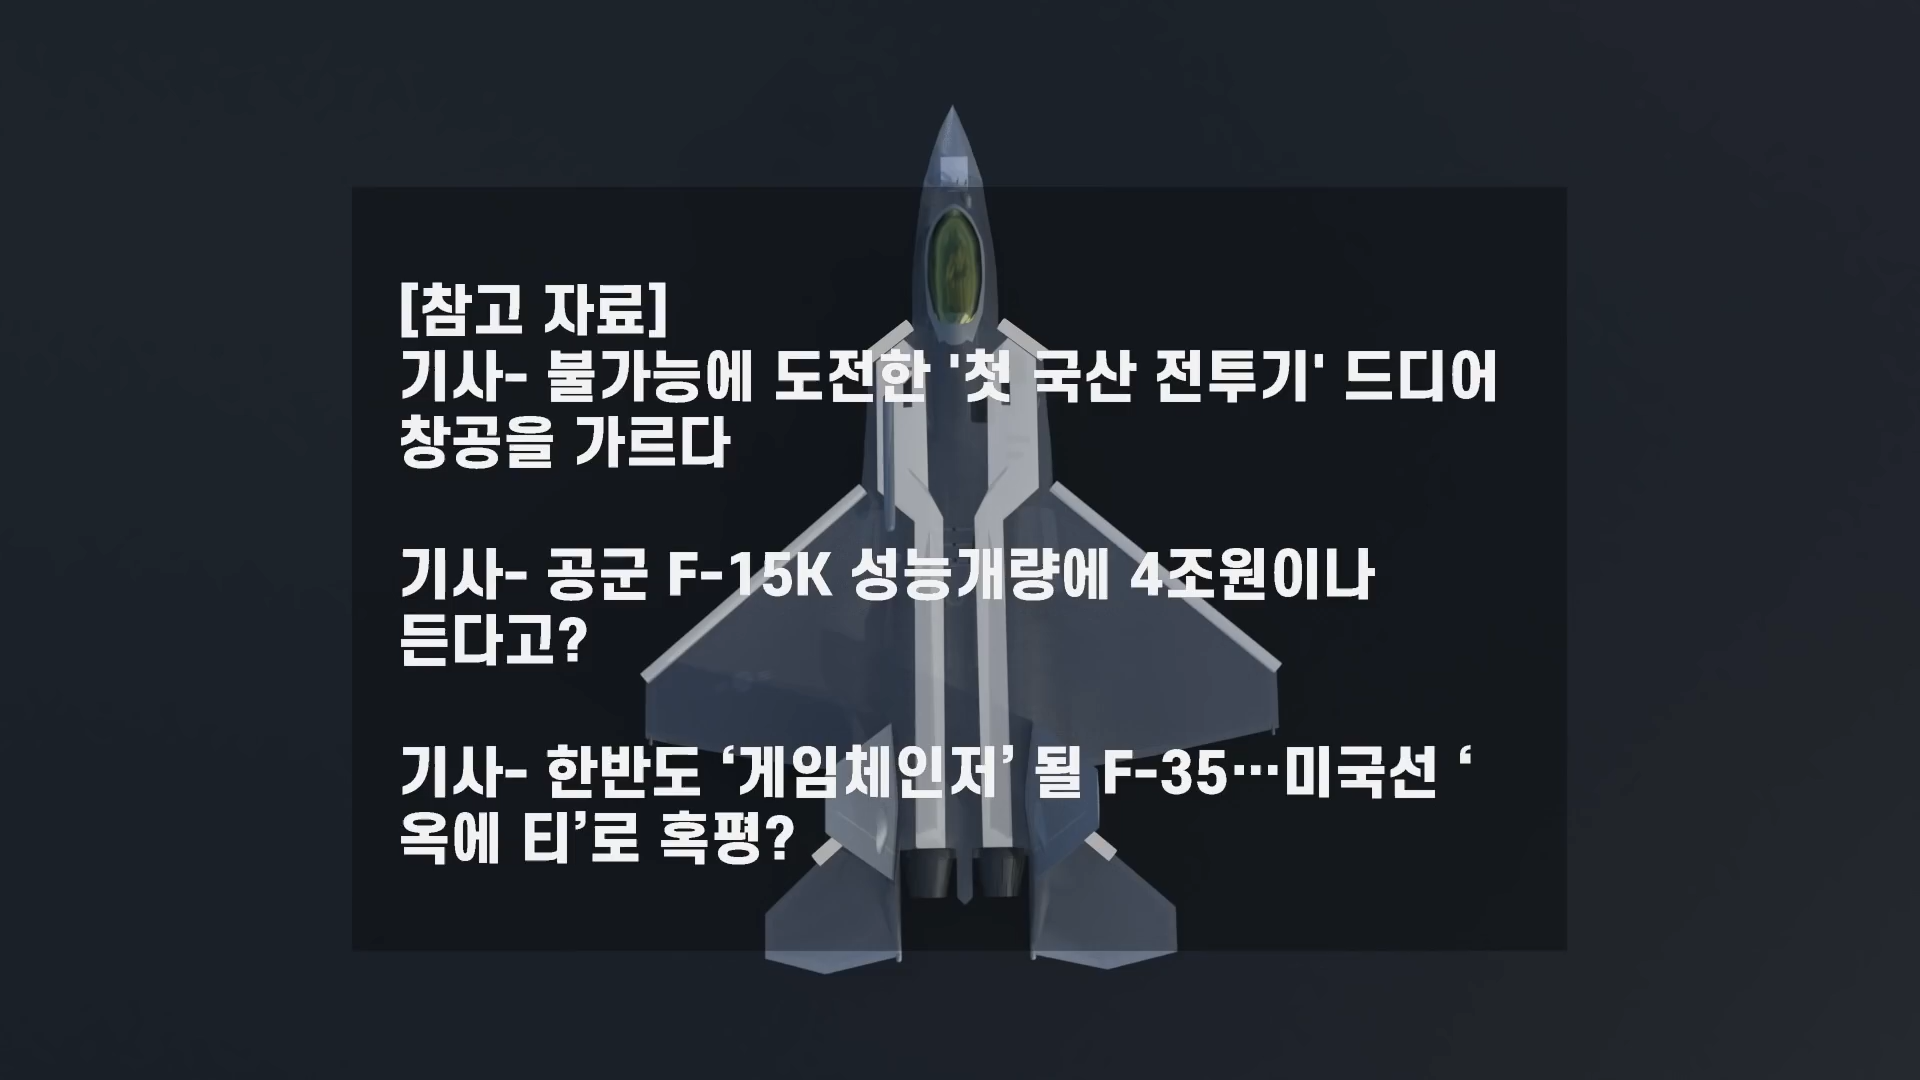 [참고 자료]
기사- 불가능에 도전한 '첫 국산 전투기' 드디어
창공을 가르다
기사- 공군 F-15K 성능개량에 4조원이나
든다고?
기사- 한반도 ‘게임체인저’ 될 F-35…미국선 ‘
옥에 티’로 혹평?